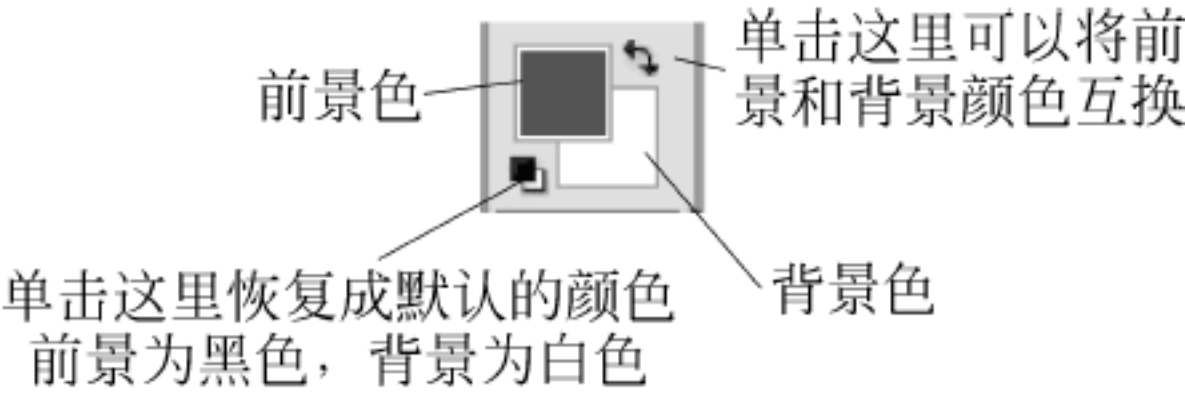 单击这里可以将前
景和背景颜色互换
前景色
背景色
单击这里恢复成默认的颜色
前景为黑色，背景为白色